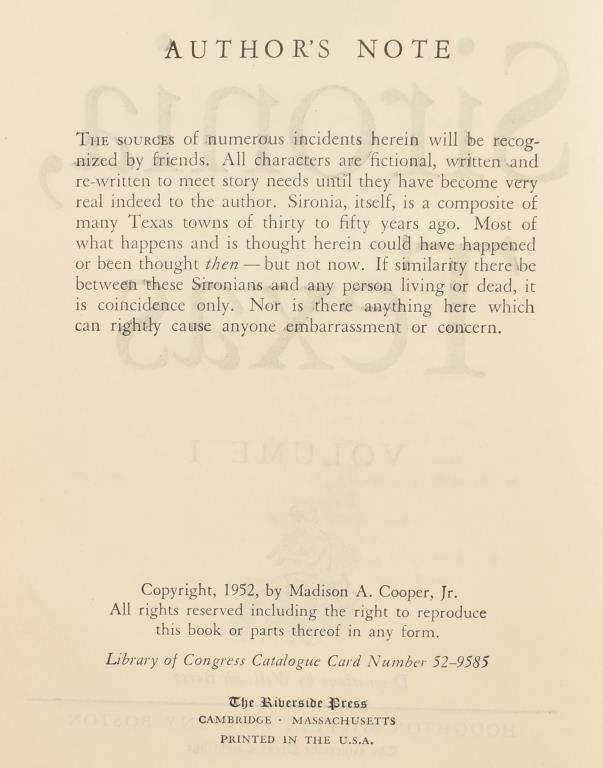 AUTHOR'S NOTE
THE SOURCES of numerous incidents herein will be recog-
nized by friends. All characters are fictional, written and
re-written to meet story needs until they have become very
real indeed to the author. Sironia, itself, is a composite of
many Texas towns of thirty to fifty years ago. Most of
what happens and is thought herein could have happened
or been thought then — but not now. If similarity there be
between these Sironians and any person living or dead, it
is coincidence only. Nor is there anything here which
can rightly cause anyone embarrassment or concern.
Copyright, 1952, by Madison A. Cooper, Jr.
All rights reserved including the right to reproduce
this book or parts thereof in any form.
Library of Congress Catalogue Card Number 52-9585
The Riverside Press
CAMBRIDGE · MASSACHUSETTS
PRINTED IN THE U.S.A.